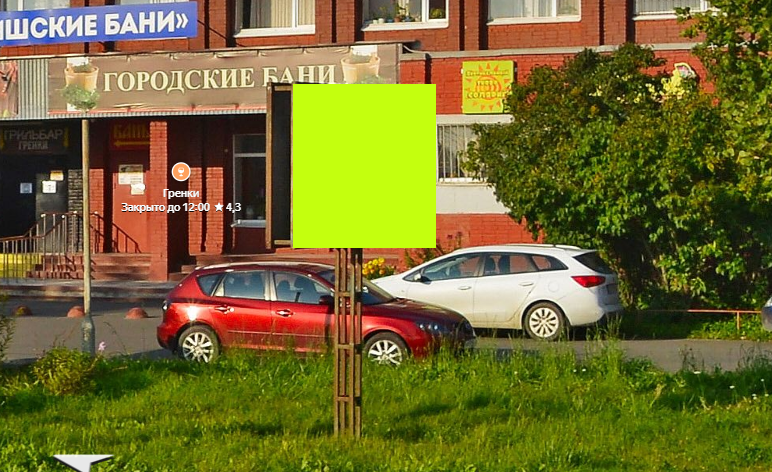 ШСКИЕ БАНИ»
ГОРОДСКИЕ БАНИ
ГРИЛЬБАР
ГРЕНКИ
Гренки
Закрыто до 12:00 ★ 4,3